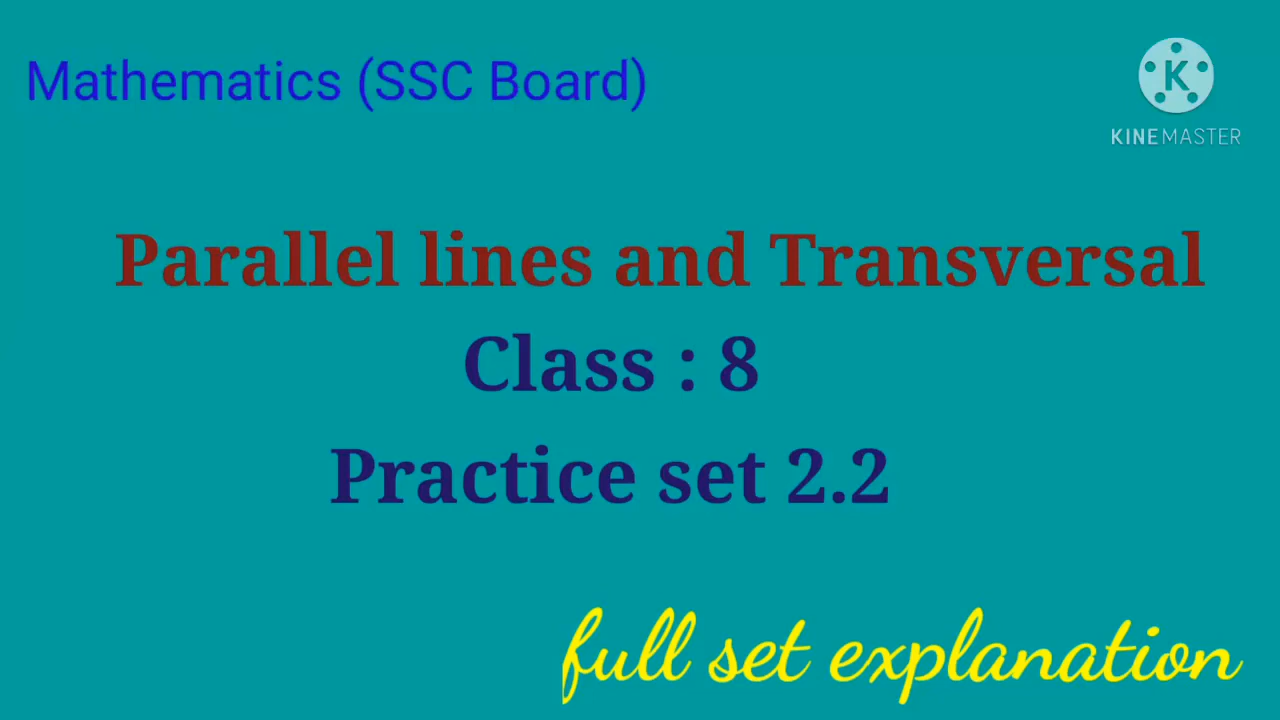 Mathematics (SSC Board)
K
KINEMASTER
Parallel lines and Transversal
Class : 8
Practice set 2.2
full set explanation